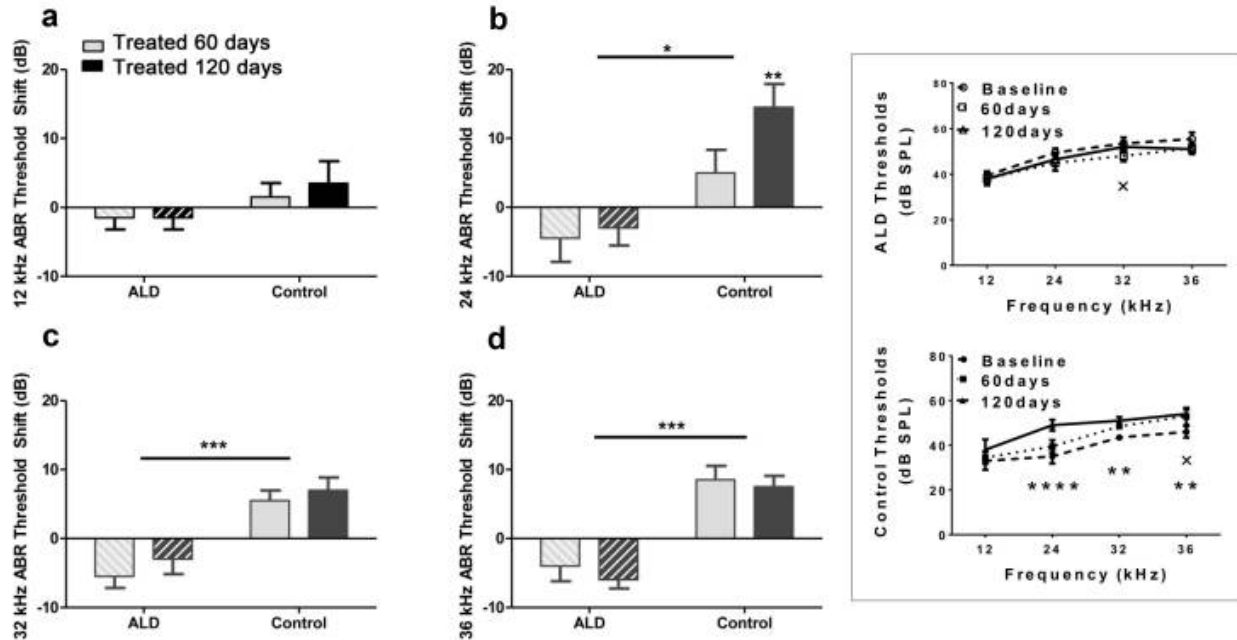 a
Treated 60 days
Treated 120 days
12 kHz ABR Threshold Shift (dB)
20
10
0
-10
ALD Control
b
24 kHz ABR Threshold Shift (dB)
20
10
0
-10
*
**
ALD Control
c
32 kHz ABR Threshold Shift (dB)
20
10
0
-10
***
ALD Control
d
36 kHz ABR Threshold Shift (dB)
20
10
0
-10
***
ALD Control
ALD Thresholds
(dB SPL)
80
60
40
20
0
Baseline
60days
120days
×
12 24 32 36
Frequency (kHz)
Control Thresholds
(dB SPL)
80
60
40
20
0
Baseline
60days
120days
×
**** ** **
12 24 32 36
Frequency (kHz)